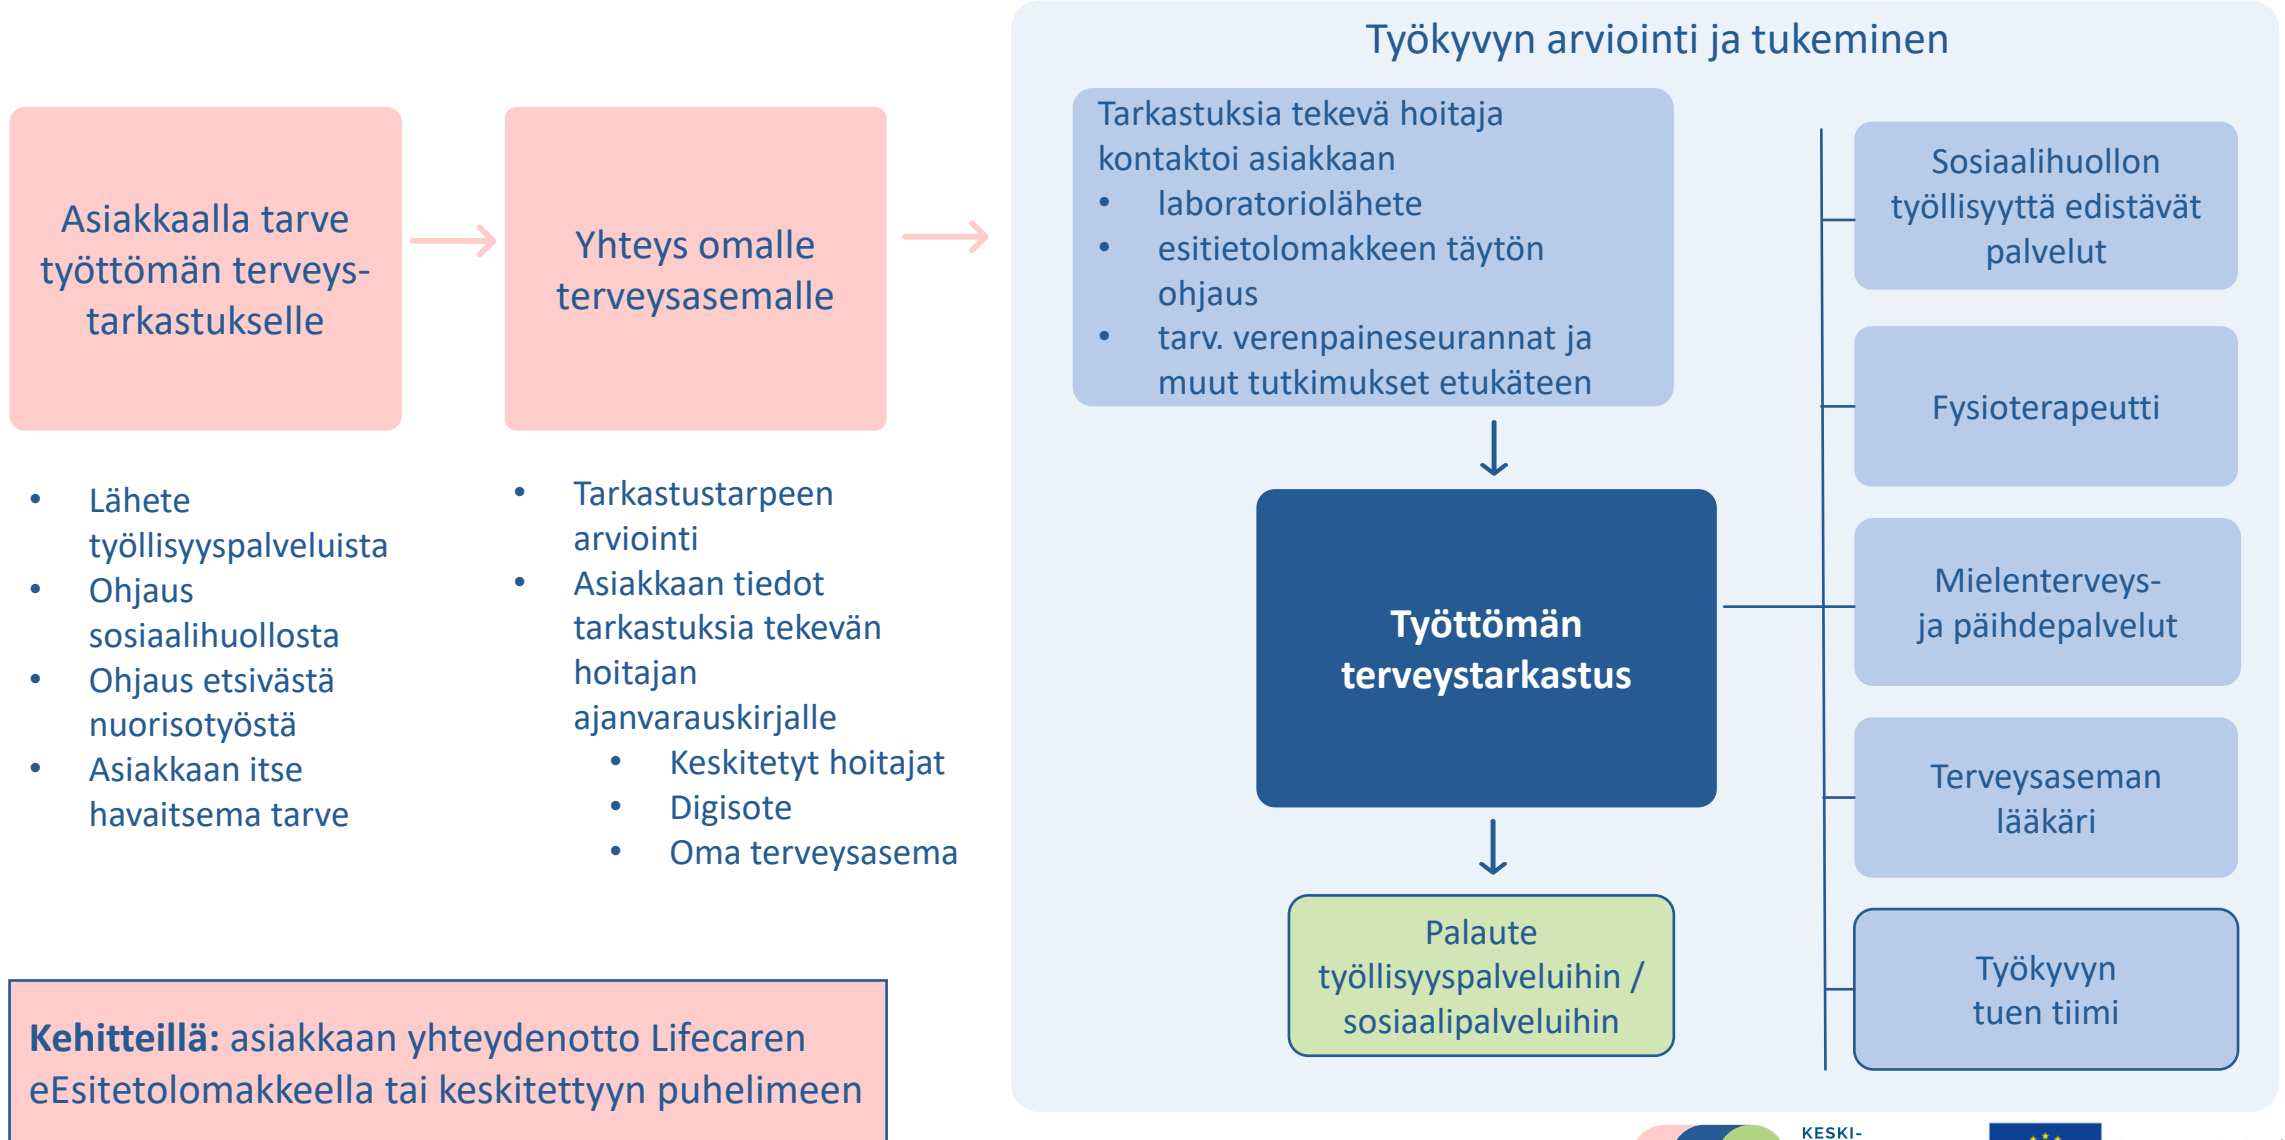 Asiakkaalla tarve
työttömän terveys-
tarkastukselle
• Lähete
työllisyyspalveluista
• Ohjaus
sosiaalihuollosta
• Ohjaus etsivästä
nuorisotyöstä
• Asiakkaan itse
havaitsema tarve
Yhteys omalle
terveysasemalle
• Tarkastustarpeen
arviointi
• Asiakkaan tiedot
tarkastuksia tekevän
hoitajan
ajanvarauskirjalle
• Keskitetyt hoitajat
• Digisote
• Oma terveysasema
Kehitteillä: asiakkaan yhteydenotto Lifecaren
eEsitetolomakkeella tai keskitettyyn puhelimeen
Työkyvyn arviointi ja tukeminen
Tarkastuksia tekevä hoitaja
kontaktoi asiakkaan
• laboratoriolähete
• esitietolomakkeen täytön
ohjaus
• tarv. verenpaineseurannat ja
muut tutkimukset etukäteen
Työttömän
terveystarkastus
Palaute
työllisyyspalveluihin /
sosiaalipalveluihin
Sosiaalihuollon
työllisyyttä edistävät
palvelut
Fysioterapeutti
Mielenterveys-
ja päihdepalvelut
Terveysaseman
lääkäri
Työkyvyn
tuen tiimi
KESKI-